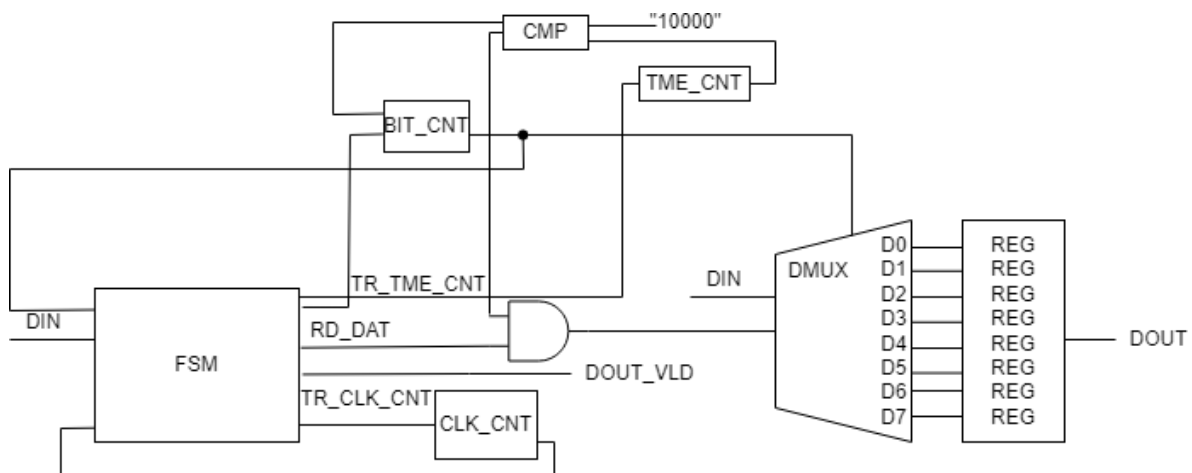 CMP
"10000"
TME_CNT
BIT_CNT
D0
REG
DMUX
D1
REG
TR_TME_CNT
DIN
D2
REG
DIN
RD_DAT
D3
REG
DOUT
D4
REG
FSM
DOUT_VLD
D5
REG
D6
REG
TR_CLK_CNT
D7
REG
CLK_CNT